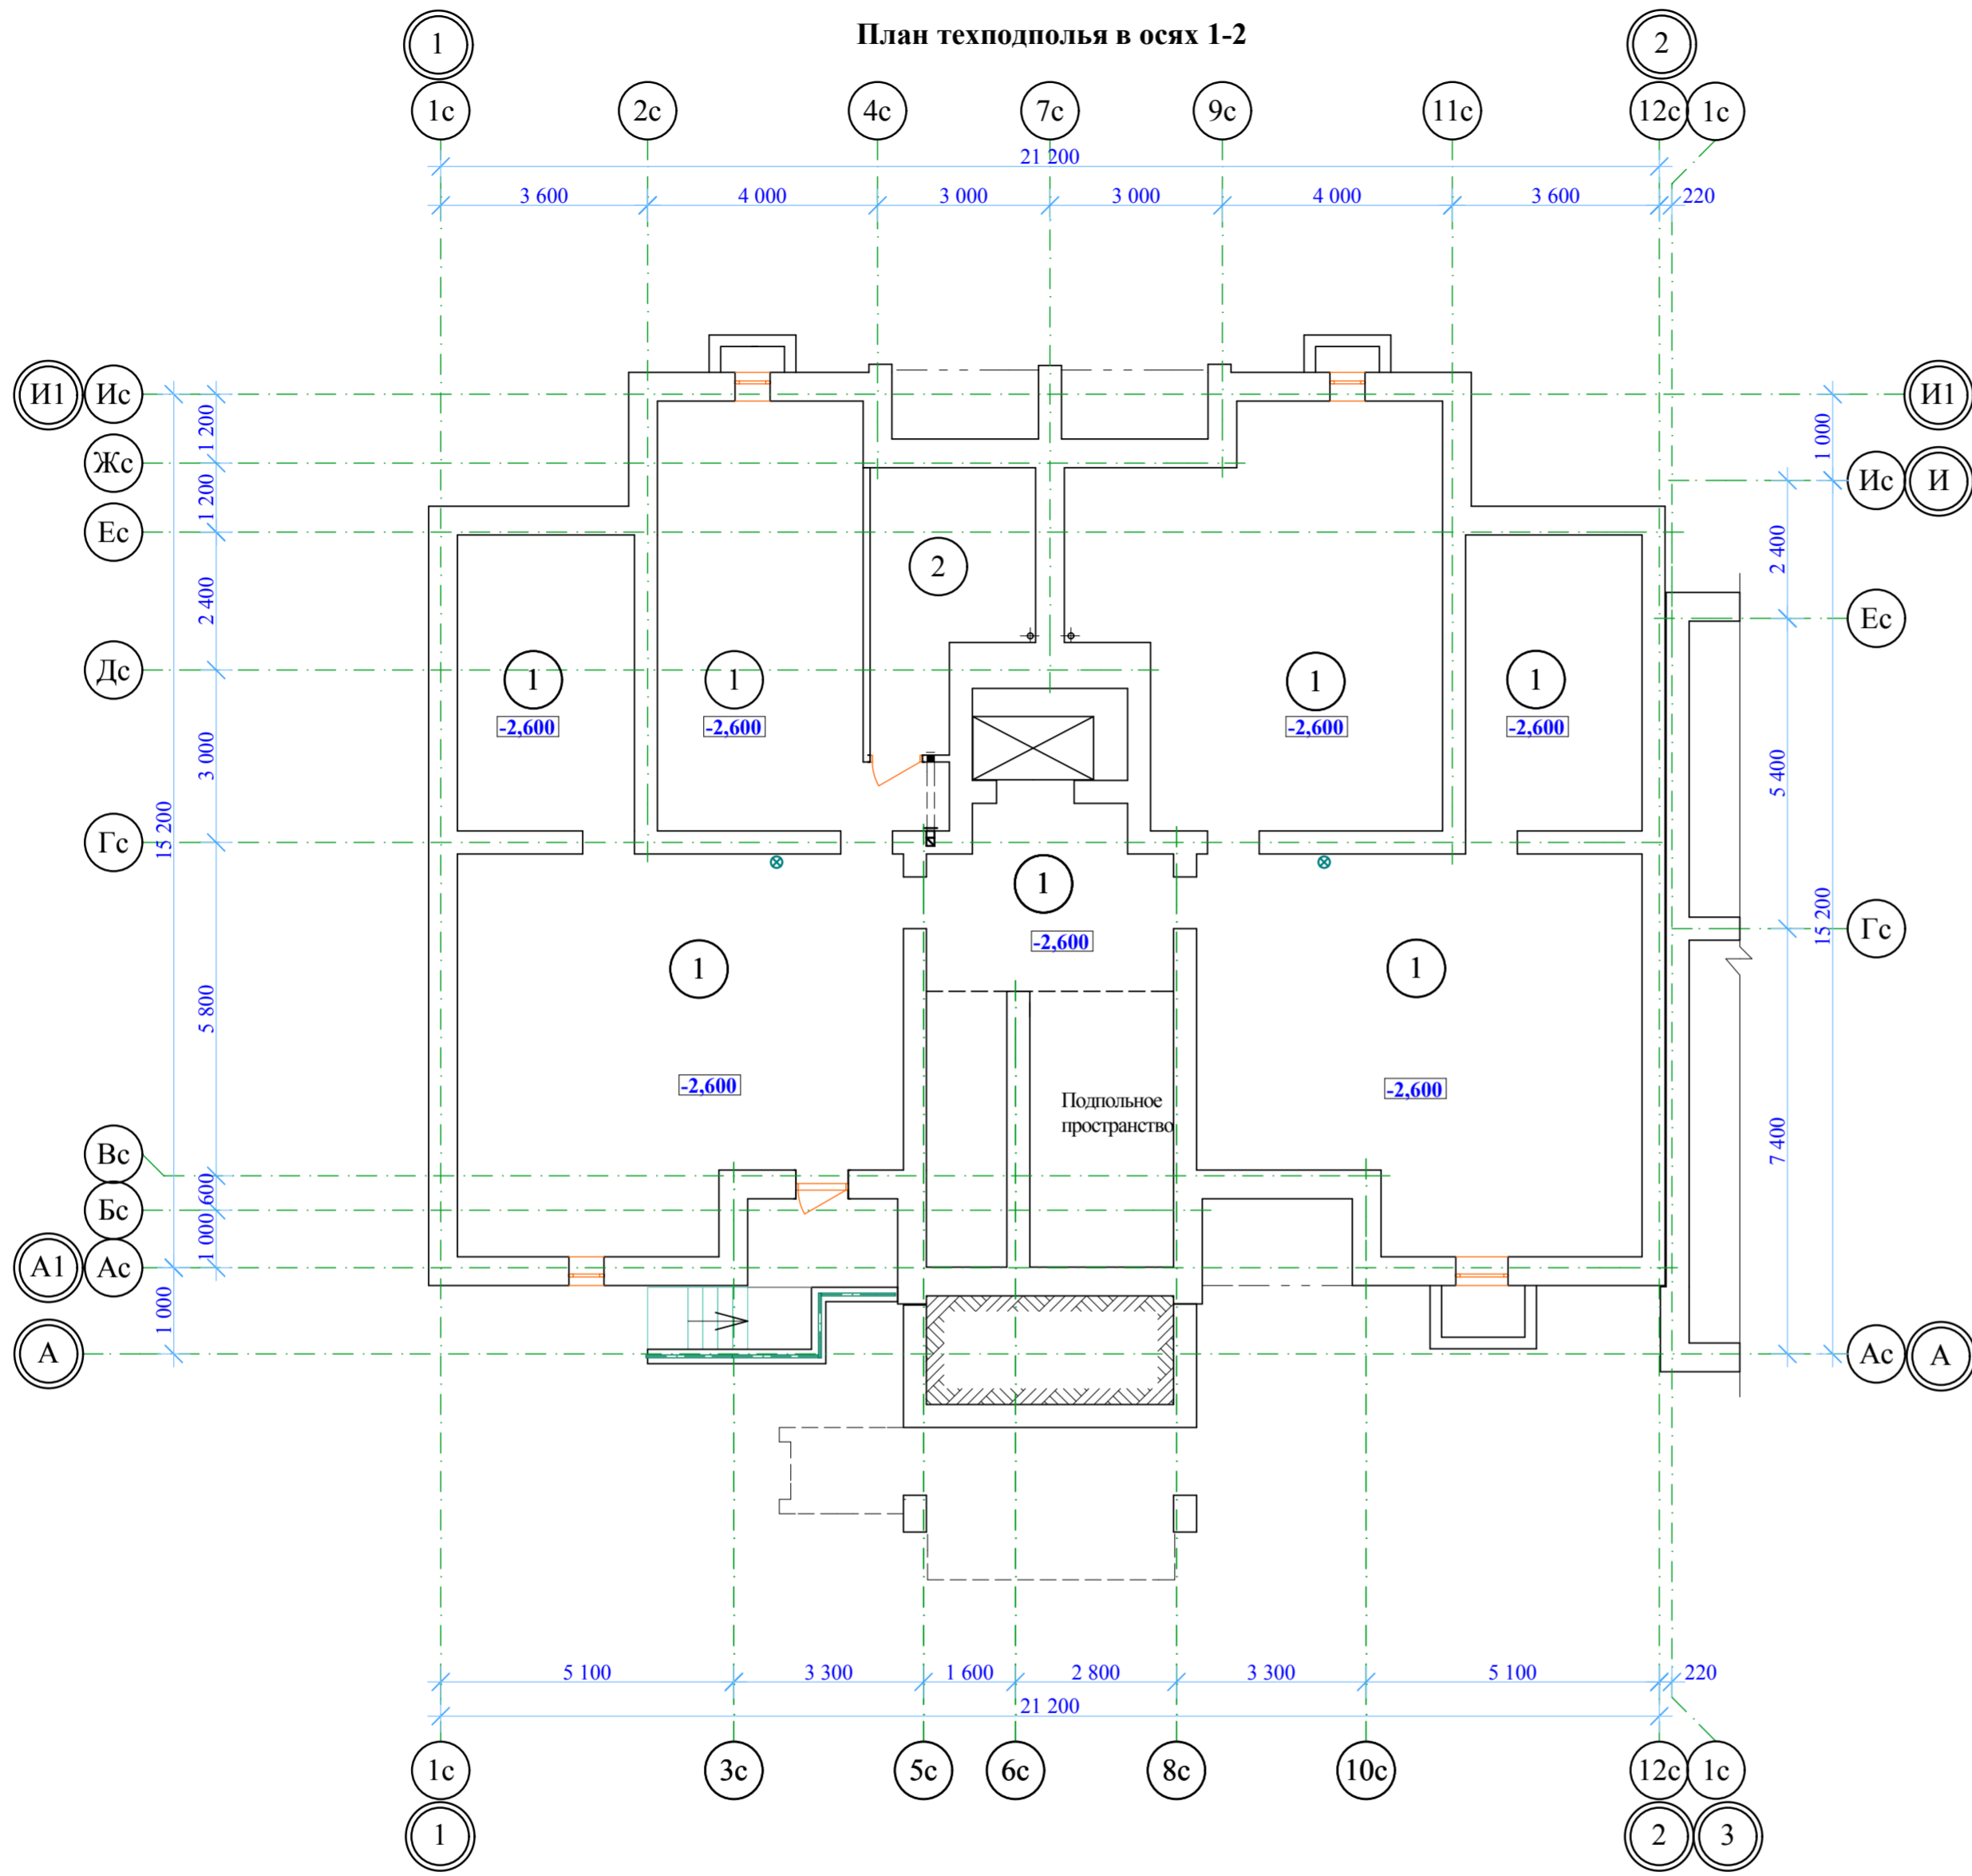 План техподполья в осях 1-2
1 2
1с 2с 4с 7с 9с 11с 12с 1с
21 200
3 600 4 000 3 000 3 000 4 000 3 600 220
И1 Ис И1
1 200 1 000
Жс Ис И
1 200
Ес
2 400 2 400
2
Ес
Дс 1 1 1 1
-2,600 -2,600 -2,600 -2,600
3 000 5 400
15 200
Гс
1
15 200
Гс
-2,600
1 1
5 800
-2,600 -2,600
Подпольное
пространство
7 400
Вс
600
Бс
1 000
А1 Ас
1 000
А Ас А
5 100 3 300 1 600 2 800 3 300 5 100 220
21 200
1с 3с 5с 6с 8с 10с 12с 1с
1 2 3